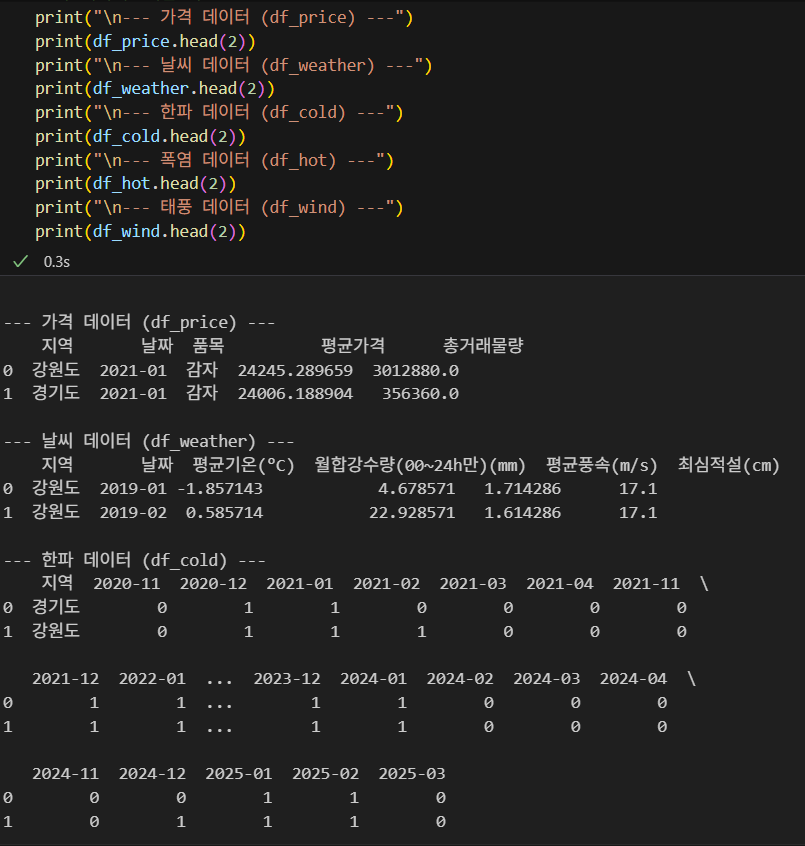 print("\n--- 가격 데이터 (df_price) ---")
print(df_price.head(2))
print("\n--- 날씨 데이터 (df_weather) ---")
print(df_weather.head(2))
print("\n--- 한파 데이터 (df_cold) ---")
print(df_cold.head(2))
print("\n--- 폭염 데이터 (df_hot) ---")
print(df_hot.head(2))
print("\n--- 태풍 데이터 (df_wind) ---")
print(df_wind.head(2))
0.3s
--- 가격 데이터 (df_price) ---
지역 날짜 품목 평균가격 총거래물량
0 강원도 2021-01 감자 24245.289659 3012880.0
1 경기도 2021-01 감자 24006.188904 356360.0
--- 날씨 데이터 (df_weather) ---
지역 날짜 평균기온(℃) 월합강수량(00~24h만)(mm) 평균풍속(m/s) 최심적설(cm)
0 강원도 2019-01 -1.857143 4.678571 1.714286 17.1
1 강원도 2019-02 0.585714 22.928571 1.614286 17.1
--- 한파 데이터 (df_cold) ---
지역 2020-11 2020-12 2021-01 2021-02 2021-03 2021-04 2021-11 \
0 경기도 0 1 1 0 0 0 0
1 강원도 0 1 1 1 0 0 0
2021-12 2022-01 ... 2023-12 2024-01 2024-02 2024-03 2024-04 \
0 1 1 ... 1 1 0 0 0
1 1 1 ... 1 1 0 0 0
2024-11 2024-12 2025-01 2025-02 2025-03
0 0 0 1 1 0
1 0 1 1 1 0